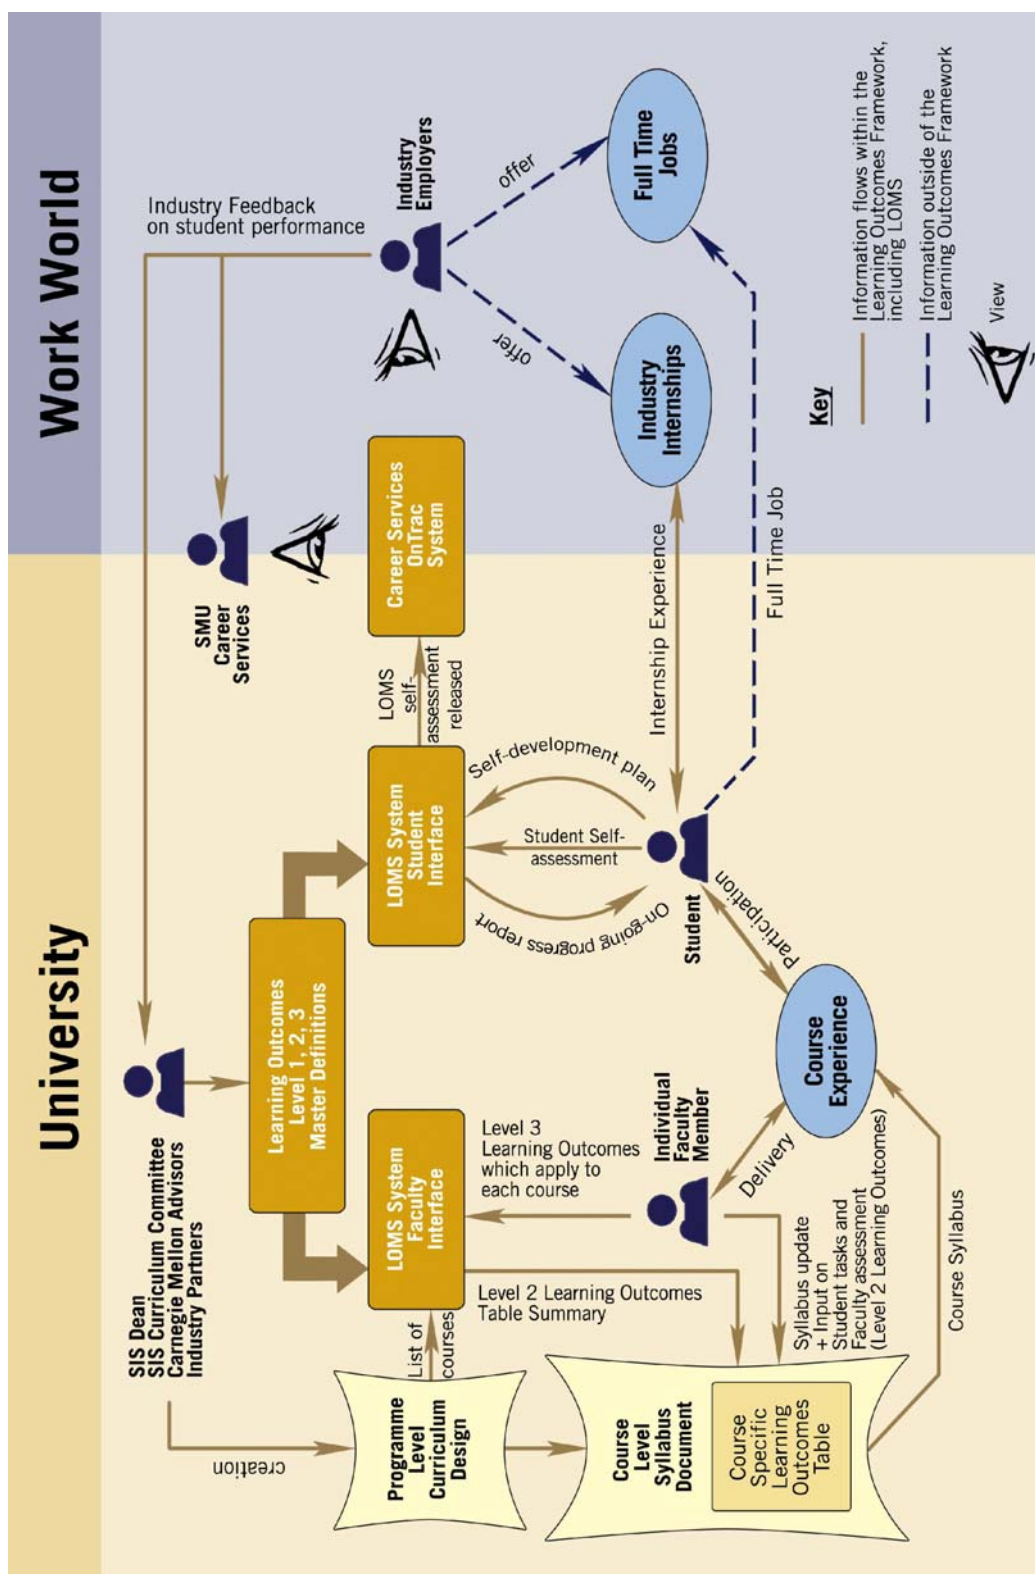 University
Work World
SIS Dean
SIS Curriculum Committee
Carnegie Mellon Advisors
Industry Partners
SMU
Career
Services
Industry Feedback
on student performance
Industry
Employers
creation
Learning Outcomes
Level 1, 2, 3
Master Definitions
Programme
Level
Curriculum
Design
List of
courses
LOMS System
Faculty
Interface
LOMS System
Student
Interface
LOMS
self-
assessment
released
Career Services
OnTrac
System
offer
offer
Level 2 Learning Outcomes
Table Summary
Level 3
Learning Outcomes
which apply to
each course
On-going progress report
Student Self-
assessment
Self-development plan
Course
Level
Syllabus
Document
Course
Specific
Learning
Outcomes
Table
Individual
Faculty
Member
Student
Internship Experience
Industry
Internships
Full Time
Jobs
Syllabus update
+ Input on
Student tasks and
Faculty assessment
(Level 2 Learning Outcomes)
Delivery
Participation
Course
Experience
Full Time Job
Course Syllabus
Key
Information flows within the
Learning Outcomes Framework,
including LOMS
Information outside of the
Learning Outcomes Framework
View